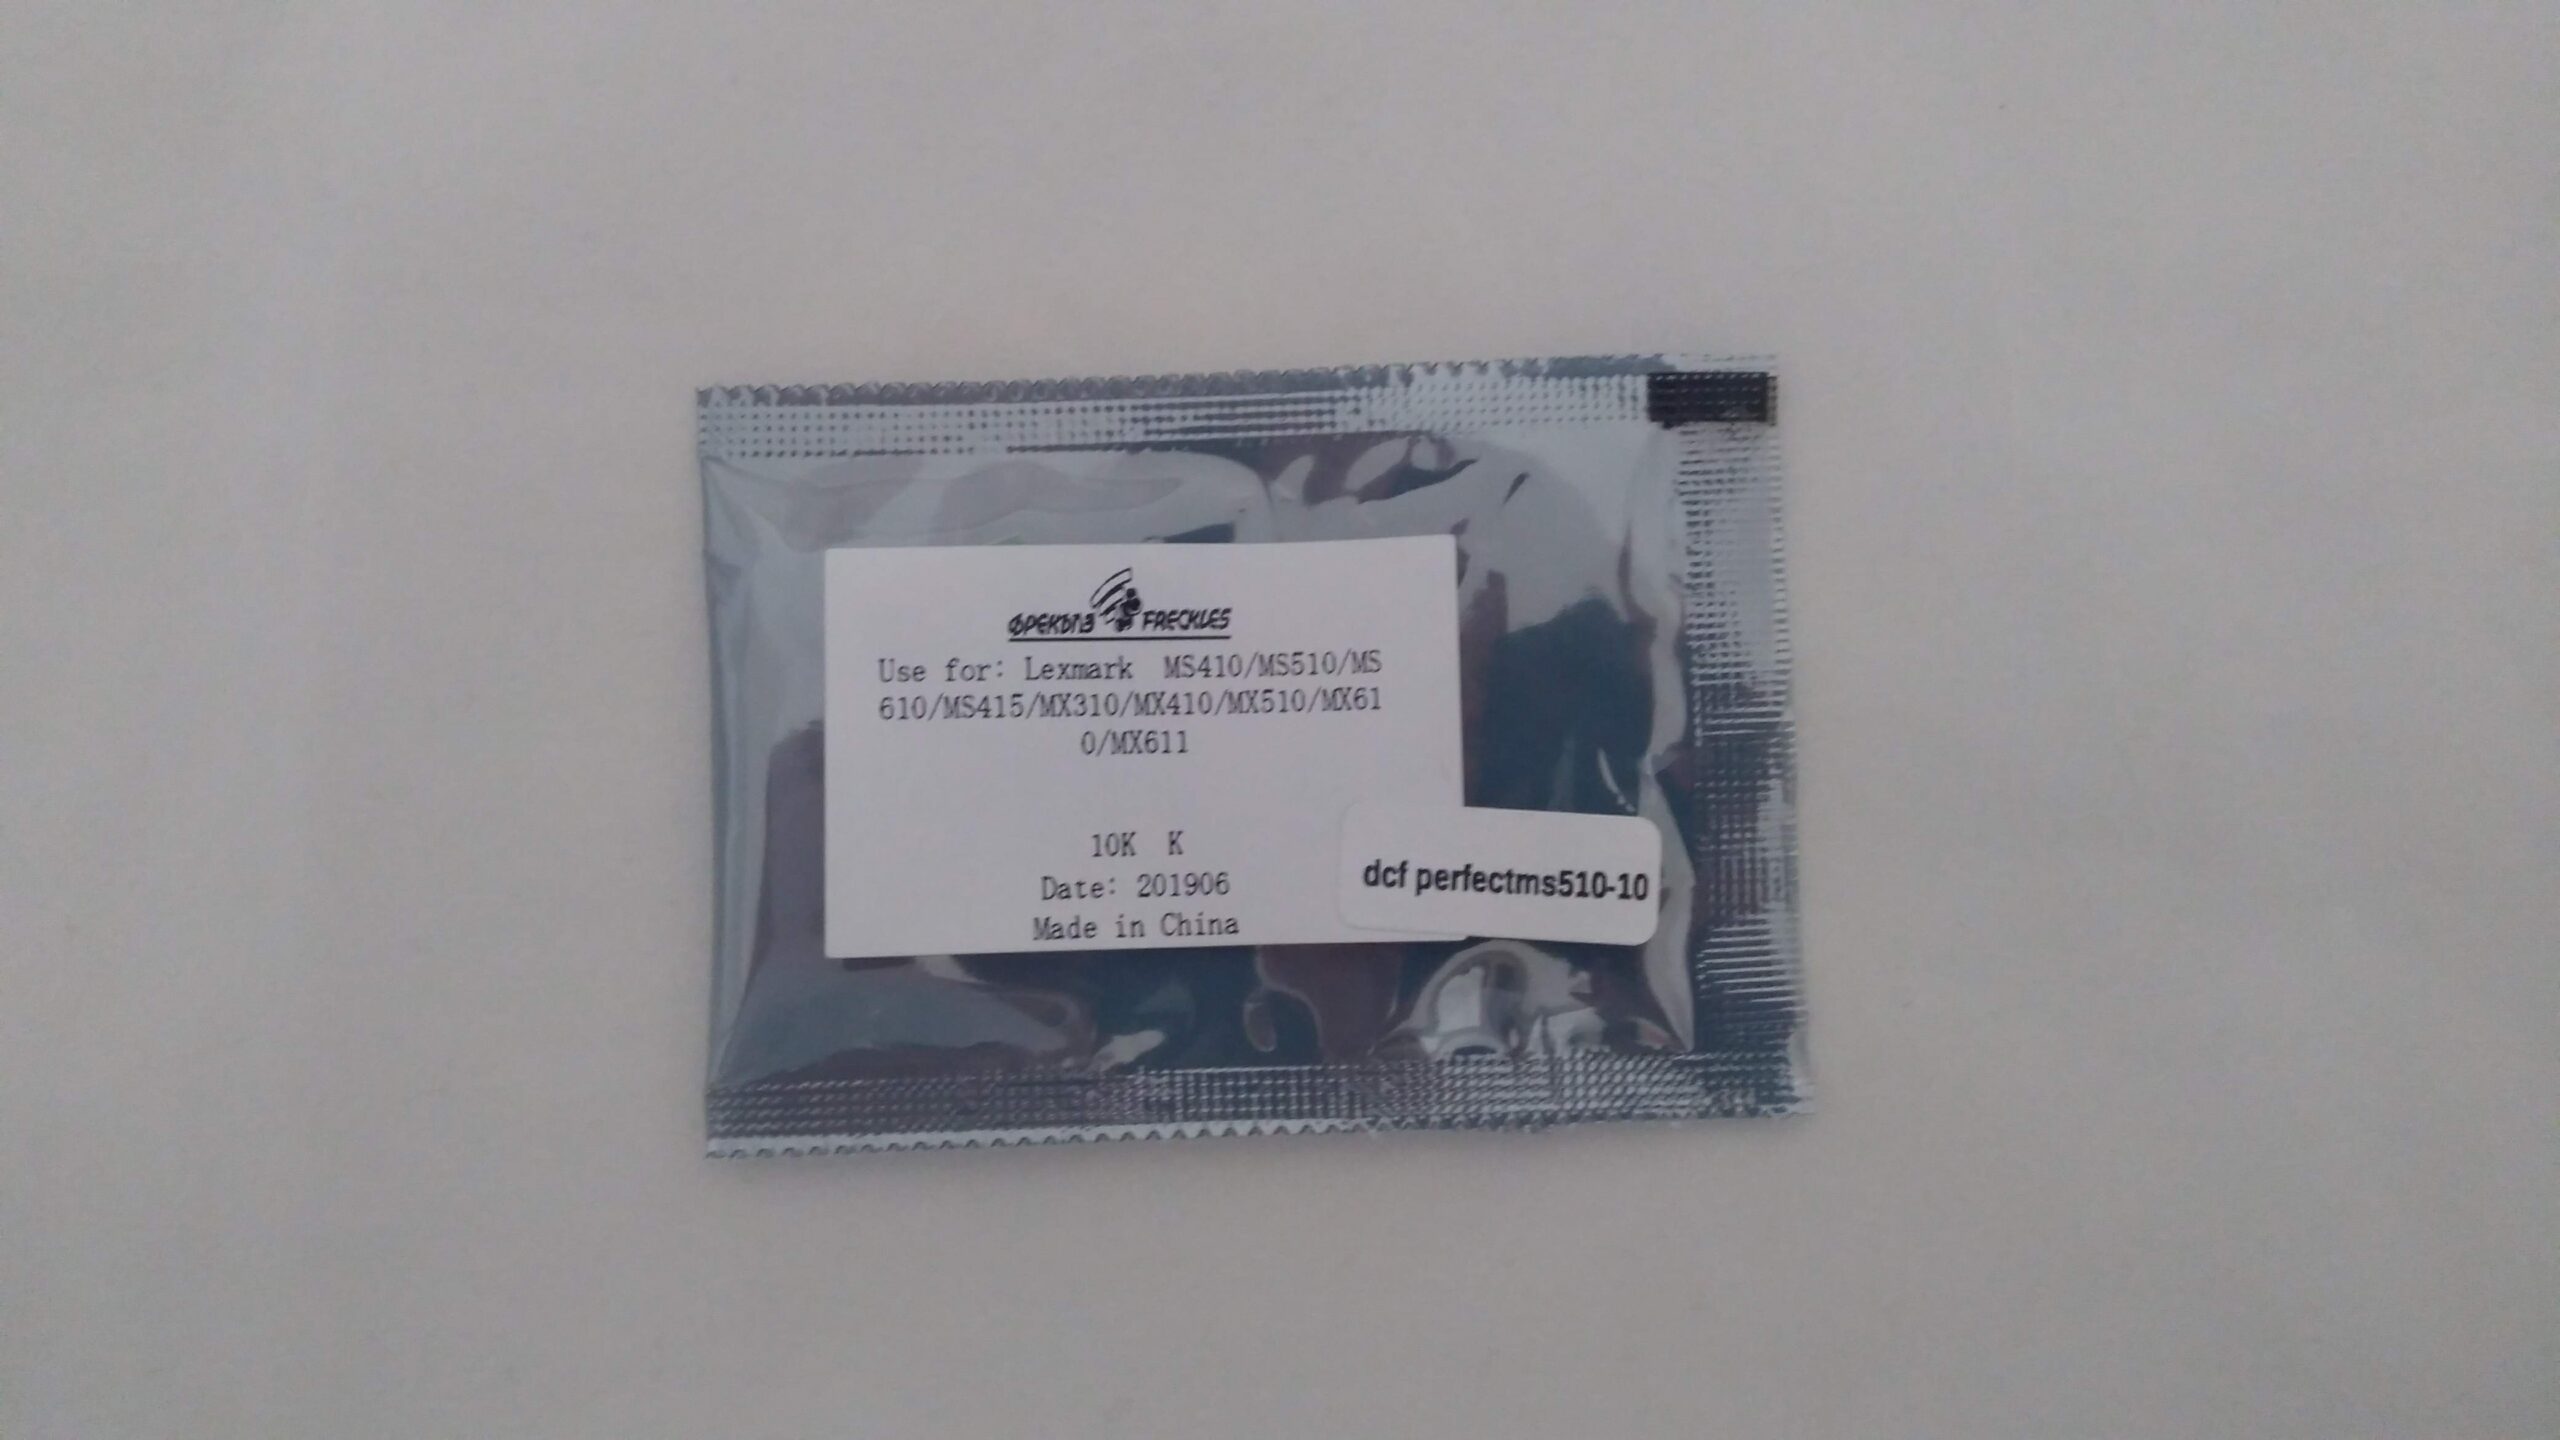 ФРЕКЪЛЗ FRECKLES
Use for: Lexmark MS410/MS510/MS
610/MS415/MX310/MX410/MX510/MX61
0/MX611
10K K
Date: 201906
Made in China
dcf perfectms510-10